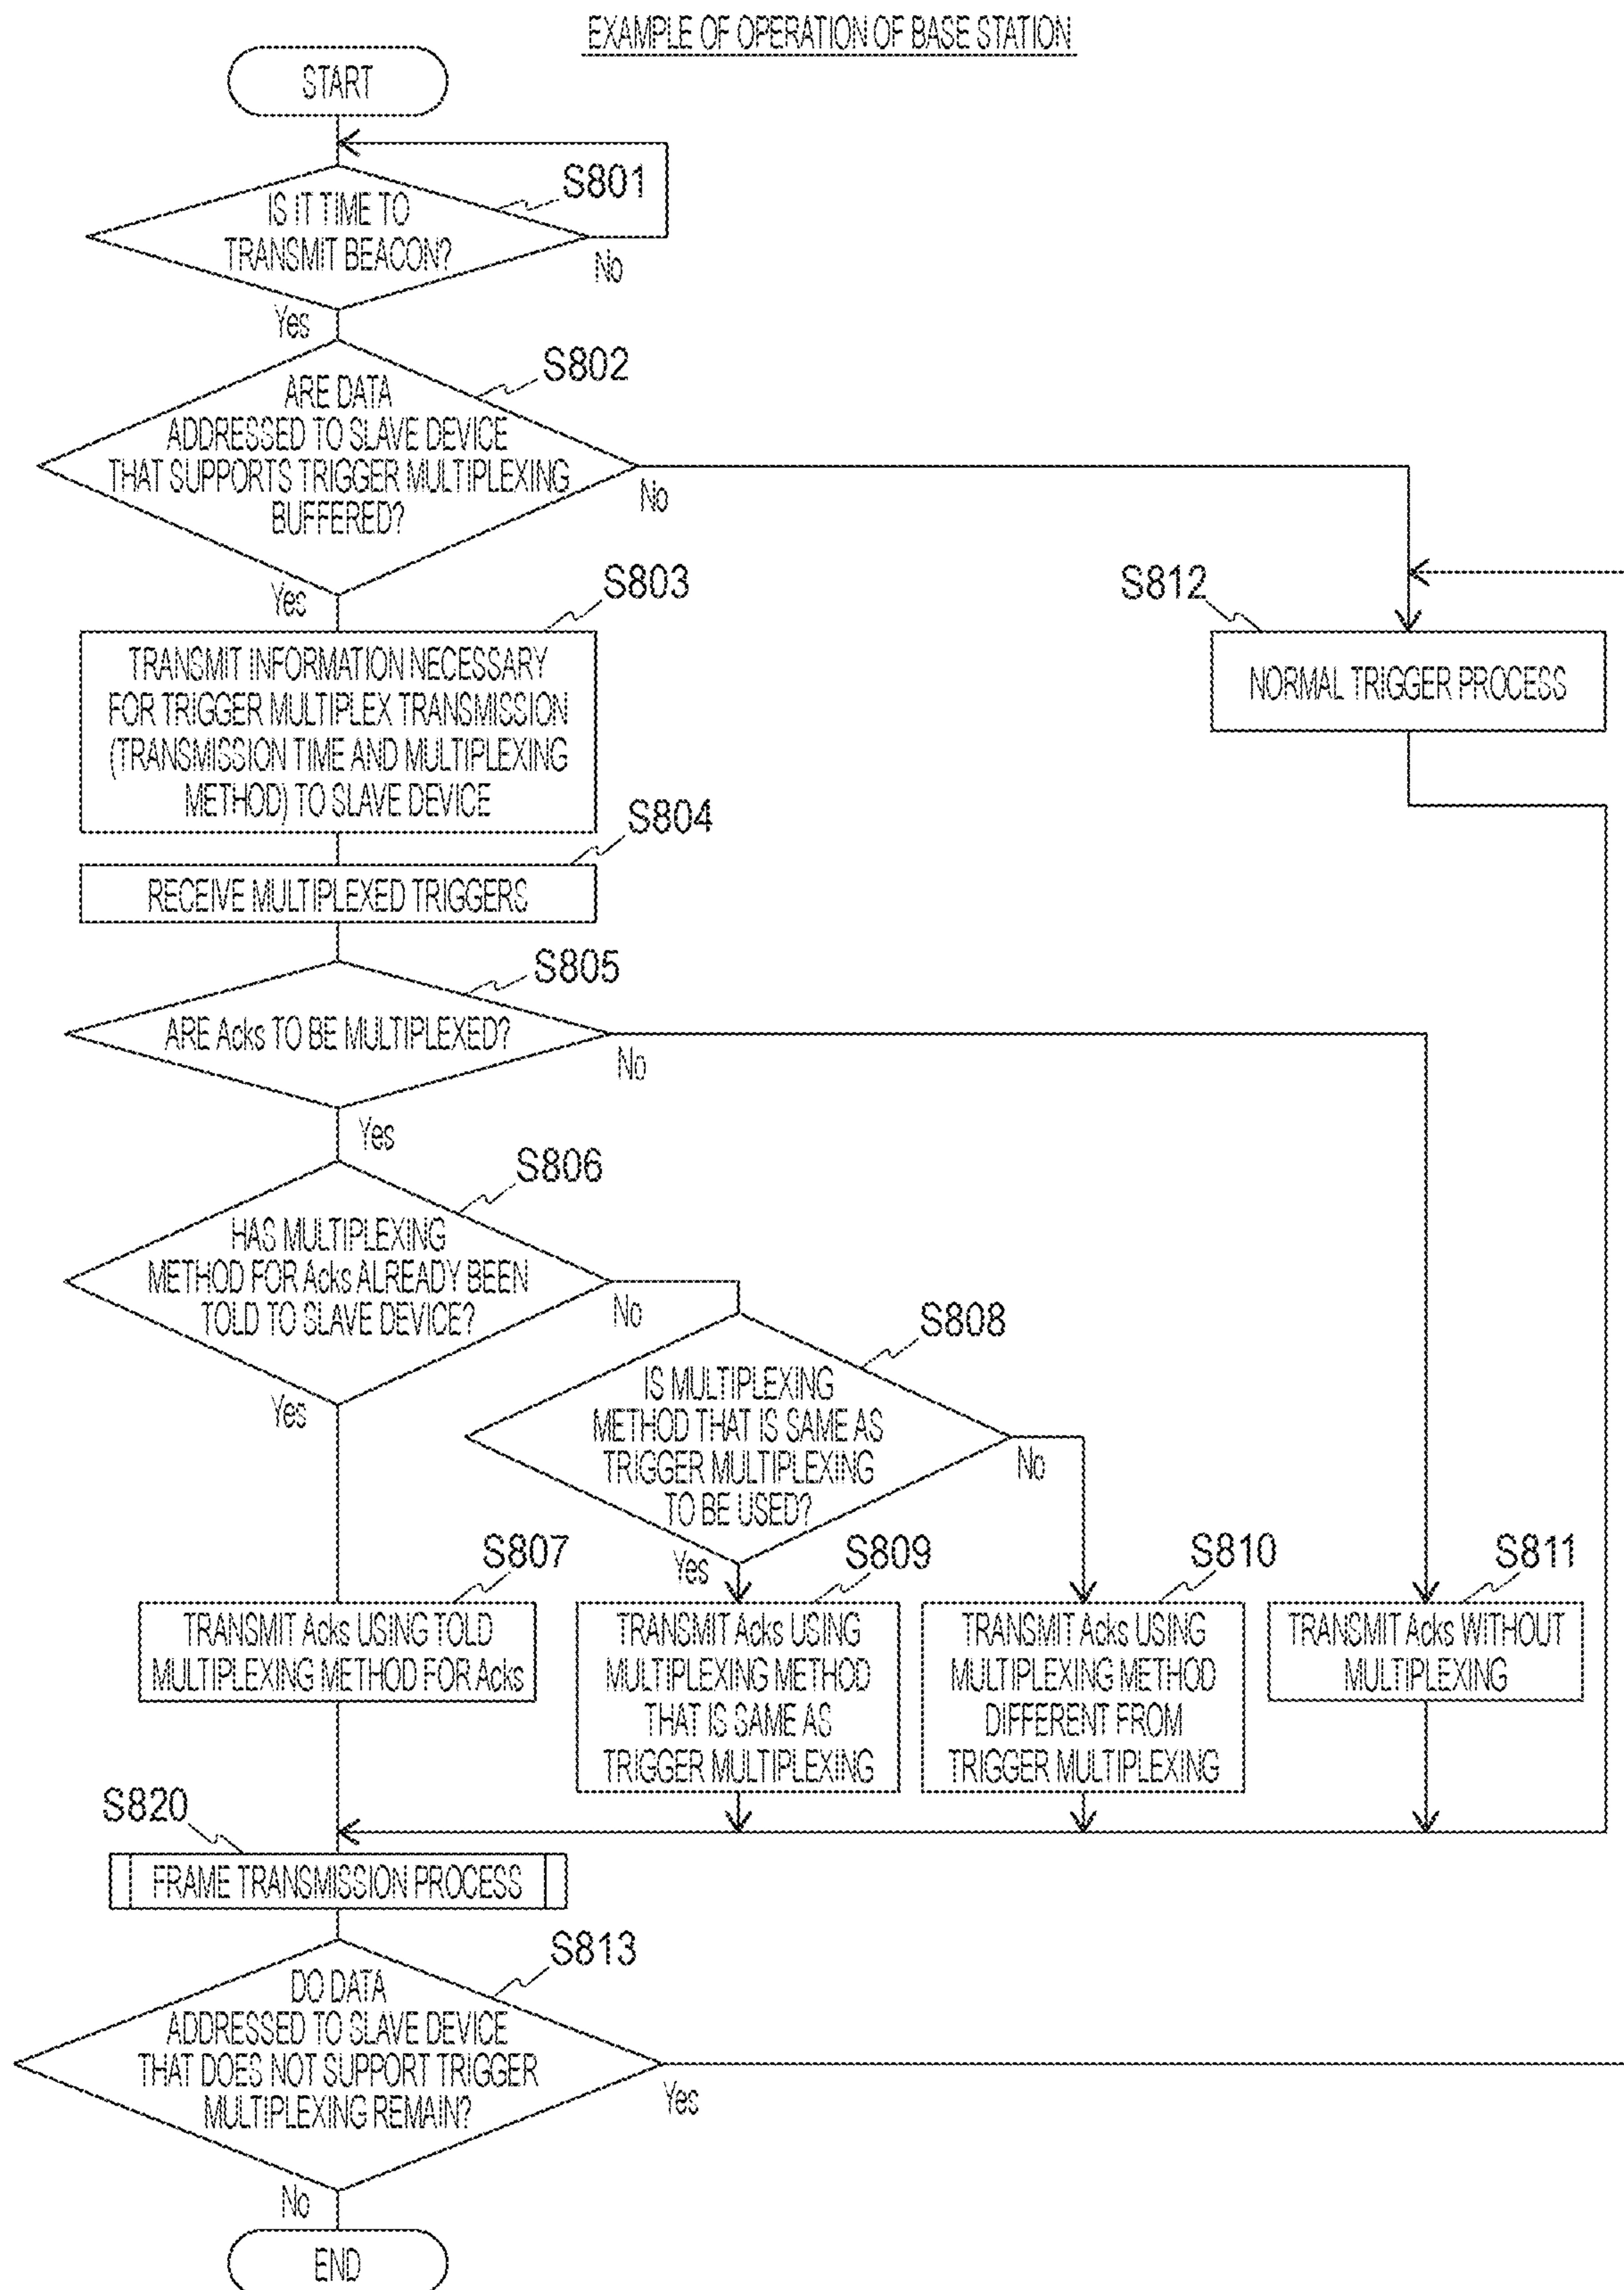 EXAMPLE OF OPERATION OF BASE STATION
START
S801
IS IT TIME TO
TRANSMIT BEACON?
No
Yes
S802
ARE DATA
ADDRESSED TO SLAVE DEVICE
THAT SUPPORTS TRIGGER MULTIPLEXING
BUFFERED?
No
Yes
S803
TRANSMIT INFORMATION NECESSARY
FOR TRIGGER MULTIPLEX TRANSMISSION
(TRANSMISSION TIME AND MULTIPLEXING
METHOD) TO SLAVE DEVICE
S812
NORMAL TRIGGER PROCESS
S804
RECEIVE MULTIPLEXED TRIGGERS
S805
ARE Acks TO BE MULTIPLEXED?
No
Yes
S806
HAS MULTIPLEXING
METHOD FOR Acks ALREADY BEEN
TOLD TO SLAVE DEVICE?
No
Yes
S808
IS MULTIPLEXING
METHOD THAT IS SAME AS
TRIGGER MULTIPLEXING
TO BE USED?
No
Yes
S807
TRANSMIT Acks USING TOLD
MULTIPLEXING METHOD FOR Acks
S809
TRANSMIT Acks USING
MULTIPLEXING METHOD
THAT IS SAME AS
TRIGGER MULTIPLEXING
S810
TRANSMIT Acks USING
MULTIPLEXING METHOD
DIFFERENT FROM
TRIGGER MULTIPLEXING
S811
TRANSMIT Acks WITHOUT
MULTIPLEXING
S820
FRAME TRANSMISSION PROCESS
S813
DO DATA
ADDRESSED TO SLAVE DEVICE
THAT DOES NOT SUPPORT TRIGGER
MULTIPLEXING REMAIN?
Yes
No
END